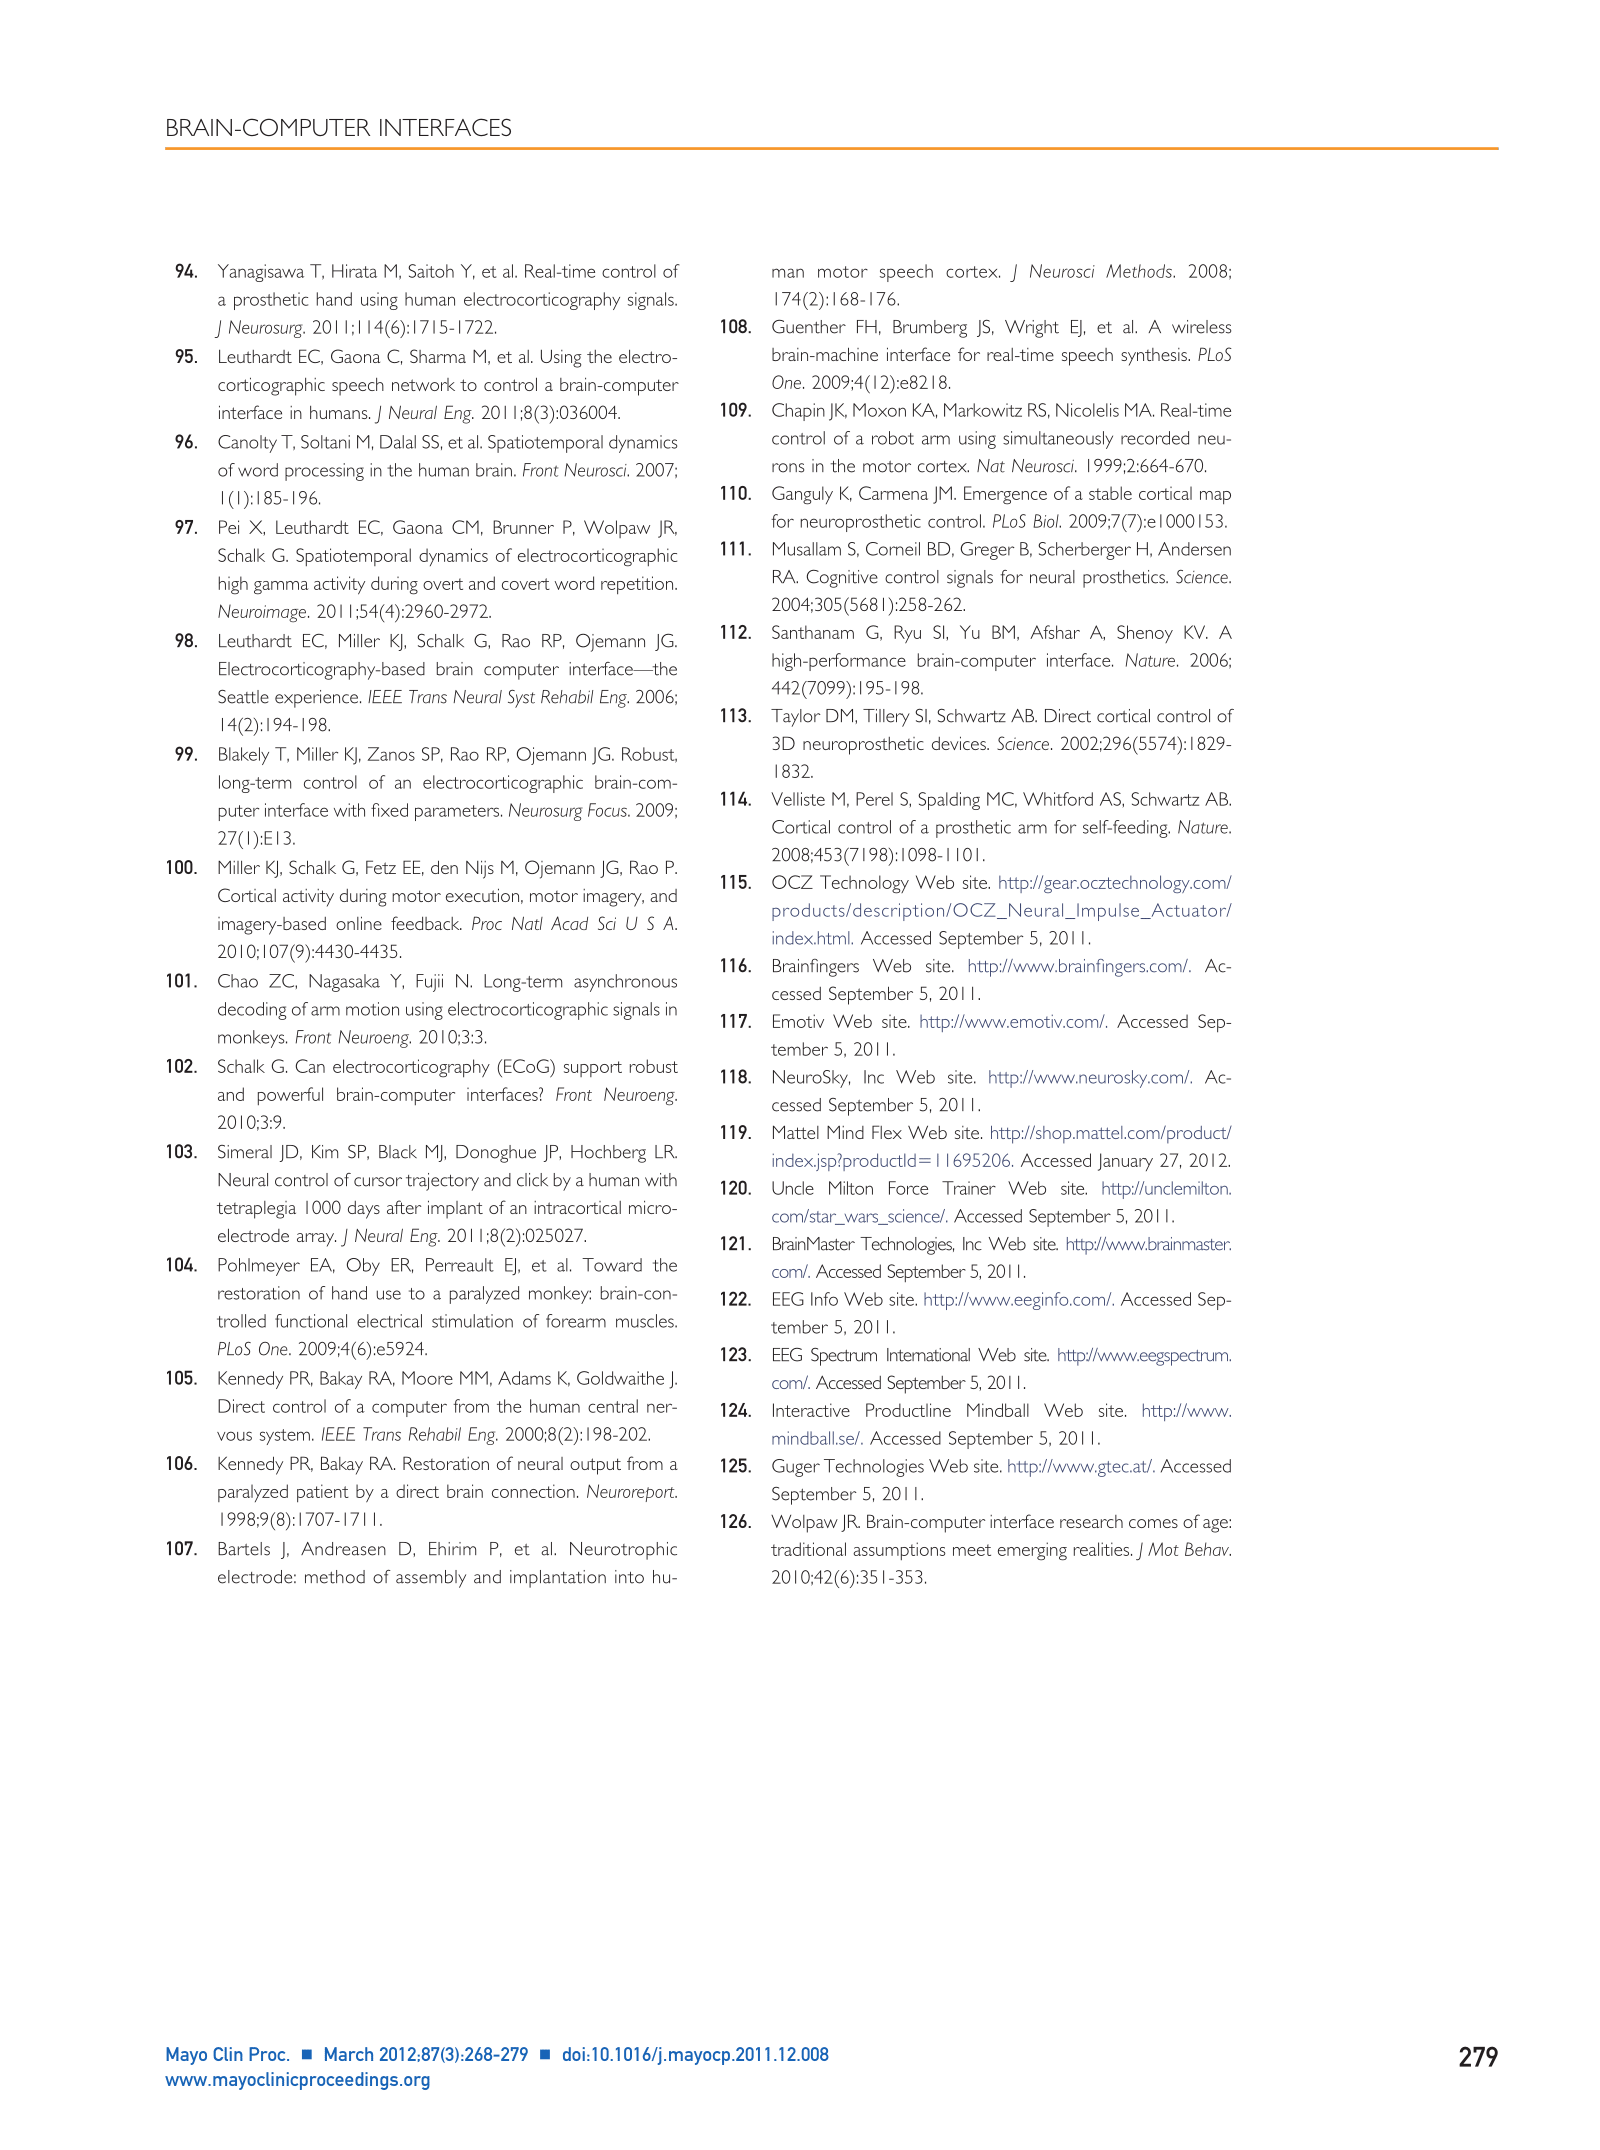 BRAIN-COMPUTER INTERFACES
94. Yanagisawa T, Hirata M, Saitoh Y, et al. Real-time control of
a prosthetic hand using human electrocorticography signals.
J Neurosurg. 2011;114(6):1715-1722.
95. Leuthardt EC, Gaona C, Sharma M, et al. Using the electro-
corticographic speech network to control a brain-computer
interface in humans. J Neural Eng. 2011;8(3):036004.
96. Canolty T, Soltani M, Dalal SS, et al. Spatiotemporal dynamics
of word processing in the human brain. Front Neurosci. 2007;
1(1):185-196.
97. Pei X, Leuthardt EC, Gaona CM, Brunner P, Wolpaw JR,
Schalk G. Spatiotemporal dynamics of electrocorticographic
high gamma activity during overt and covert word repetition.
Neuroimage. 2011;54(4):2960-2972.
98. Leuthardt EC, Miller KJ, Schalk G, Rao RP, Ojemann JG.
Electrocorticography-based brain computer interface—the
Seattle experience. IEEE Trans Neural Syst Rehabil Eng. 2006;
14(2):194-198.
99. Blakely T, Miller KJ, Zanos SP, Rao RP, Ojemann JG. Robust,
long-term control of an electrocorticographic brain-com-
puter interface with fixed parameters. Neurosurg Focus. 2009;
27(1):E13.
100. Miller KJ, Schalk G, Fetz EE, den Nijs M, Ojemann JG, Rao P.
Cortical activity during motor execution, motor imagery, and
imagery-based online feedback. Proc Natl Acad Sci U S A.
2010;107(9):4430-4435.
101. Chao ZC, Nagasaka Y, Fujii N. Long-term asynchronous
decoding of arm motion using electrocorticographic signals in
monkeys. Front Neuroeng. 2010;3:3.
102. Schalk G. Can electrocorticography (ECoG) support robust
and powerful brain-computer interfaces? Front Neuroeng.
2010;3:9.
103. Simeral JD, Kim SP, Black MJ, Donoghue JP, Hochberg LR.
Neural control of cursor trajectory and click by a human with
tetraplegia 1000 days after implant of an intracortical micro-
electrode array. J Neural Eng. 2011;8(2):025027.
104. Pohlmeyer EA, Oby ER, Perreault EJ, et al. Toward the
restoration of hand use to a paralyzed monkey: brain-con-
trolled functional electrical stimulation of forearm muscles.
PLoS One. 2009;4(6):e5924.
105. Kennedy PR, Bakay RA, Moore MM, Adams K, Goldwaithe J.
Direct control of a computer from the human central ner-
vous system. IEEE Trans Rehabil Eng. 2000;8(2):198-202.
106. Kennedy PR, Bakay RA. Restoration of neural output from a
paralyzed patient by a direct brain connection. Neuroreport.
1998;9(8):1707-1711.
107. Bartels J, Andreasen D, Ehirim P, et al. Neurotrophic
electrode: method of assembly and implantation into hu-
man motor speech cortex. J Neurosci Methods. 2008;
174(2):168-176.
108. Guenther FH, Brumberg JS, Wright EJ, et al. A wireless
brain-machine interface for real-time speech synthesis. PLoS
One. 2009;4(12):e8218.
109. Chapin JK, Moxon KA, Markowitz RS, Nicolelis MA. Real-time
control of a robot arm using simultaneously recorded neu-
rons in the motor cortex. Nat Neurosci. 1999;2:664-670.
110. Ganguly K, Carmena JM. Emergence of a stable cortical map
for neuroprosthetic control. PLoS Biol. 2009;7(7):e1000153.
111. Musallam S, Corneil BD, Greger B, Scherberger H, Andersen
RA. Cognitive control signals for neural prosthetics. Science.
2004;305(5681):258-262.
112. Santhanam G, Ryu SI, Yu BM, Afshar A, Shenoy KV. A
high-performance brain-computer interface. Nature. 2006;
442(7099):195-198.
113. Taylor DM, Tillery SI, Schwartz AB. Direct cortical control of
3D neuroprosthetic devices. Science. 2002;296(5574):1829-
1832.
114. Velliste M, Perel S, Spalding MC, Whitford AS, Schwartz AB.
Cortical control of a prosthetic arm for self-feeding. Nature.
2008;453(7198):1098-1101.
115. OCZ Technology Web site. http://gear.ocztechnology.com/
products/description/OCZ_Neural_Impulse_Actuator/
index.html. Accessed September 5, 2011.
116. Brainfingers Web site. http://www.brainfingers.com/. Ac-
cessed September 5, 2011.
117. Emotiv Web site. http://www.emotiv.com/. Accessed Sep-
tember 5, 2011.
118. NeuroSky, Inc Web site. http://www.neurosky.com/. Ac-
cessed September 5, 2011.
119. Mattel Mind Flex Web site. http://shop.mattel.com/product/
index.jsp?productId=11695206. Accessed January 27, 2012.
120. Uncle Milton Force Trainer Web site. http://unclemilton.
com/star_wars_science/. Accessed September 5, 2011.
121. BrainMaster Technologies, Inc Web site. http://www.brainmaster.
com/. Accessed September 5, 2011.
122. EEG Info Web site. http://www.eeginfo.com/. Accessed Sep-
tember 5, 2011.
123. EEG Spectrum International Web site. http://www.eegspectrum.
com/. Accessed September 5, 2011.
124. Interactive Productline Mindball Web site. http://www.
mindball.se/. Accessed September 5, 2011.
125. Guger Technologies Web site. http://www.gtec.at/. Accessed
September 5, 2011.
126. Wolpaw JR. Brain-computer interface research comes of age:
traditional assumptions meet emerging realities. J Mot Behav.
2010;42(6):351-353.
Mayo Clin Proc. ■ March 2012;87(3):268-279 ■ doi:10.1016/j.mayocp.2011.12.008
www.mayoclinicproceedings.org
279